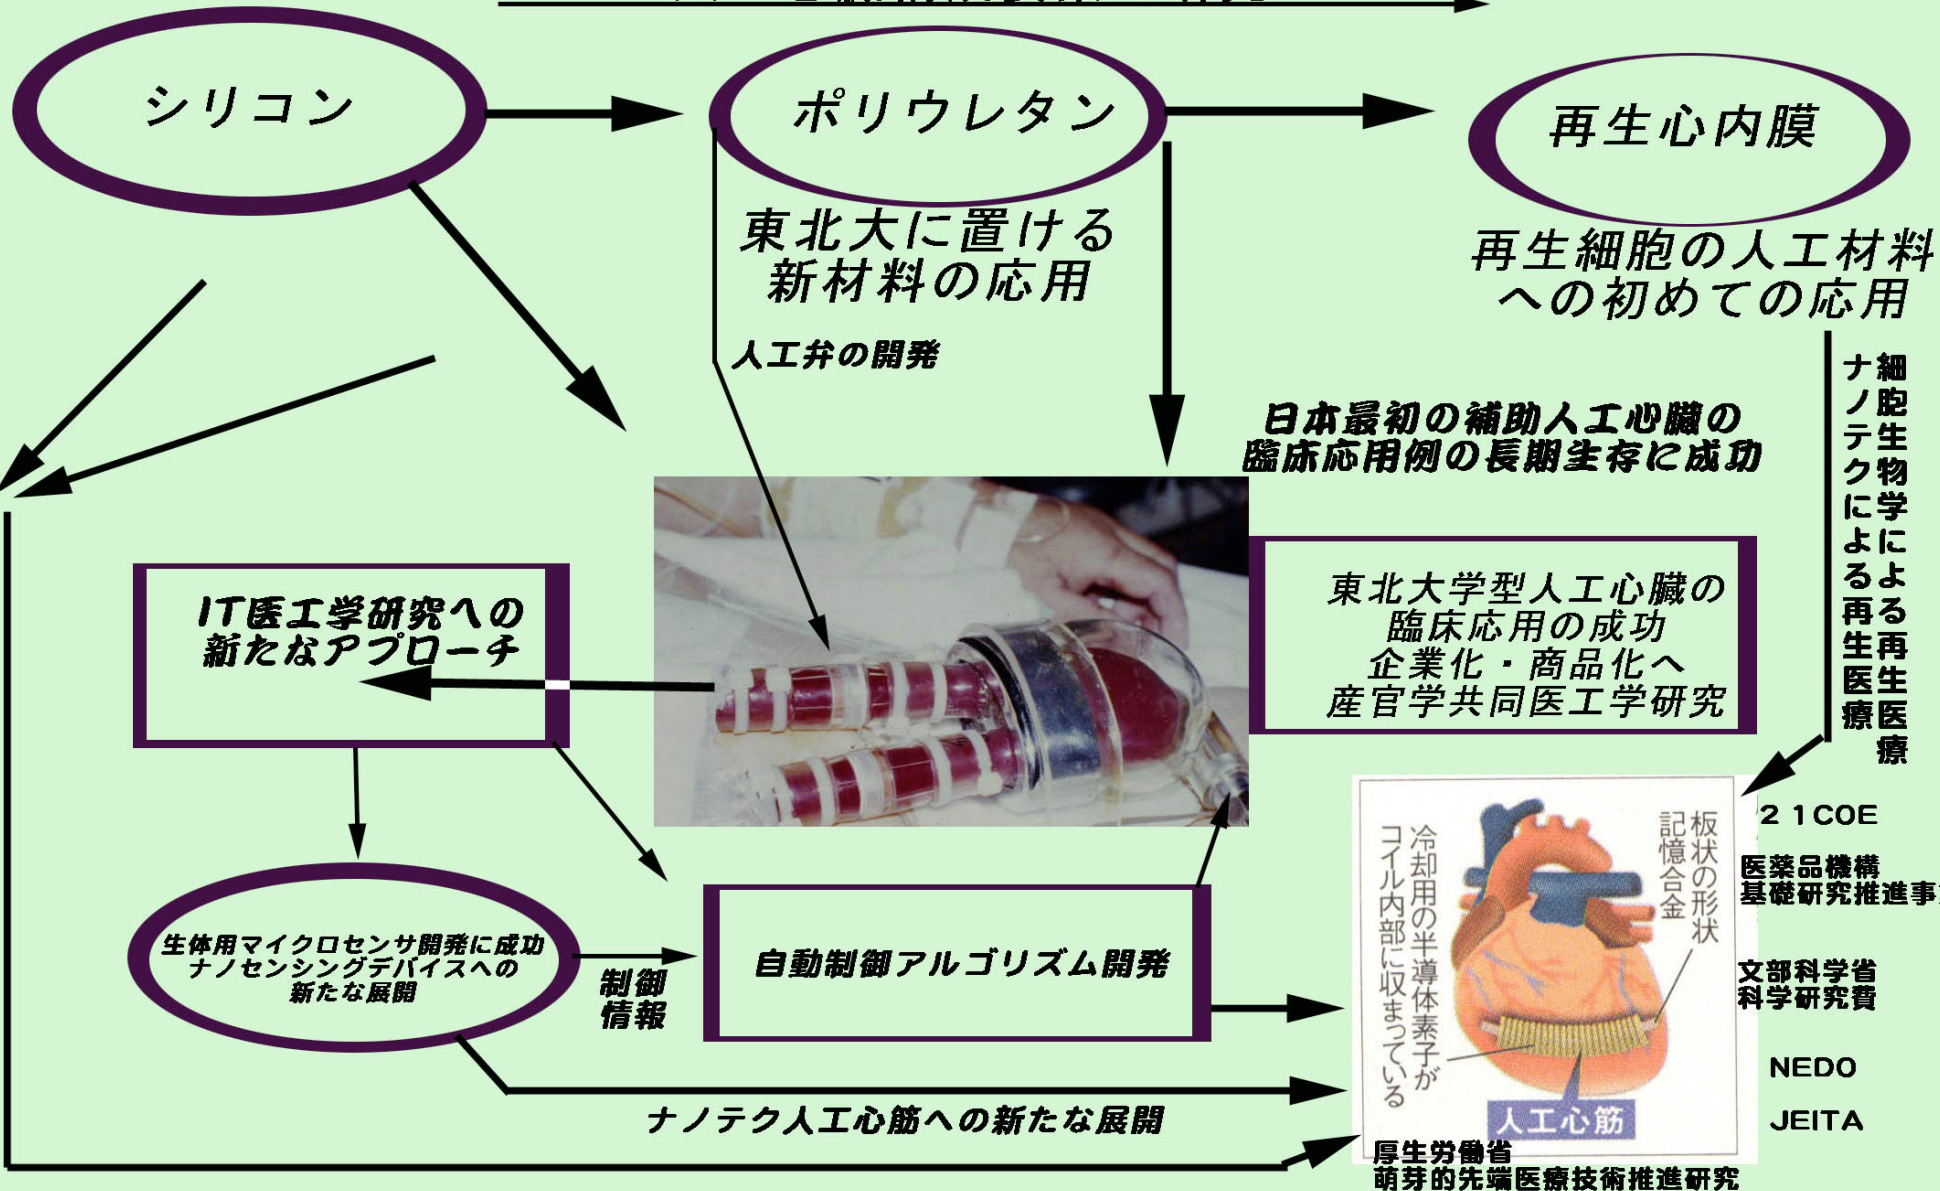 シリコン
ポリウレタン
再生心内膜
東北大に置ける
新材料の応用
再生細胞の人工材料
への初めての応用
人工弁の開発
日本最初の補助人工心臓の
臨床応用例の長期生存に成功
細胞生物学による再生医療
ナノテクによる再生医療
IT医工学研究への
新たなアプローチ
東北大学型人工心臓の
臨床応用の成功
企業化・商品化へ
産官学共同医工学研究
生体用マイクロセンサ開発に成功
ナノセンシングデバイスへの
新たな展開
制御
情報
自動制御アルゴリズム開発
板状の形状
記憶合金
冷却用の半導体素子が
コイル内部に収まっている
人工心筋
21COE
医薬品機構
基礎研究推進事
文部科学省
科学研究費
NEDO
JEITA
ナノテク人工心筋への新たな展開
厚生労働省
萌芽的先端医療技術推進研究